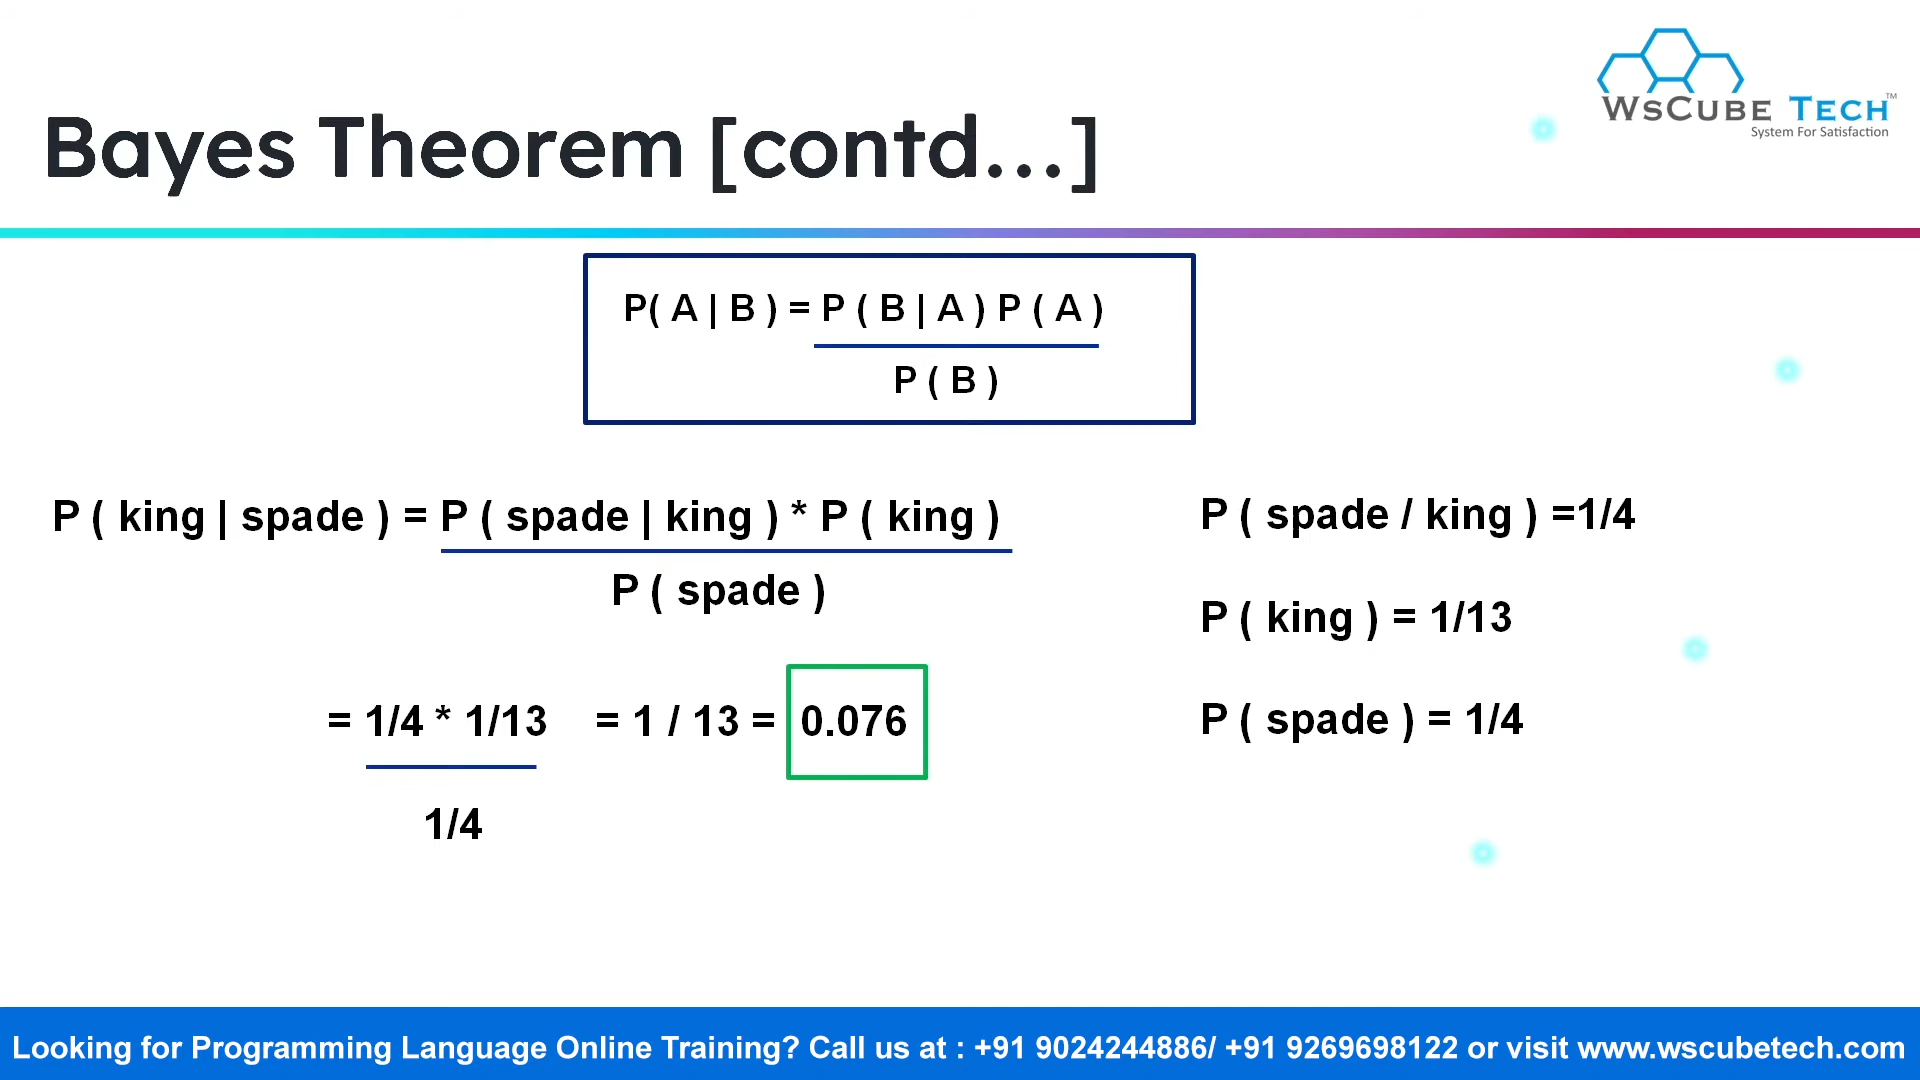 WsCube Tech™
System For Satisfaction
Bayes Theorem [contd...]
P( A | B ) = P ( B | A ) P ( A )
P ( B )
P ( king | spade ) = P ( spade | king ) * P ( king )
P ( spade )
= 1/4 * 1/13 = 1 / 13 = 0.076
1/4
P ( spade / king ) =1/4
P ( king ) = 1/13
P ( spade ) = 1/4
Looking for Programming Language Online Training? Call us at : +91 9024244886/ +91 9269698122 or visit www.wscubetech.com